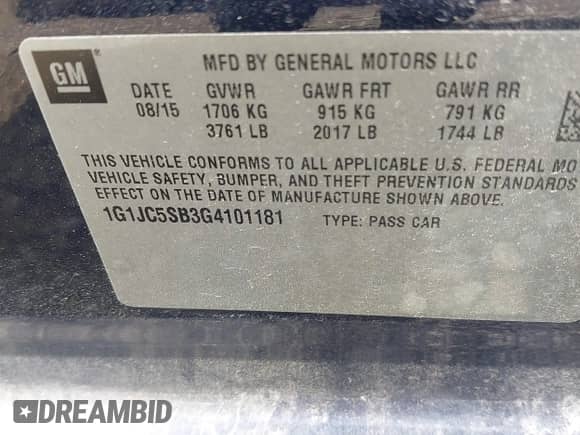 GM
®
MFD BY GENERAL MOTORS LLC
DATE GVWR GAWR FRT GAWR RR
08/15 1706 KG 915 KG 791 KG
3761 LB 2017 LB 1744 LB
THIS VEHICLE CONFORMS TO ALL APPLICABLE U.S. FEDERAL MO
VEHICLE SAFETY, BUMPER, AND THEFT PREVENTION STANDARDS
EFFECT ON THE DATE OF MANUFACTURE SHOWN ABOVE.
1G1JC5SB3G4101181 TYPE: PASS CAR
DREAMBID